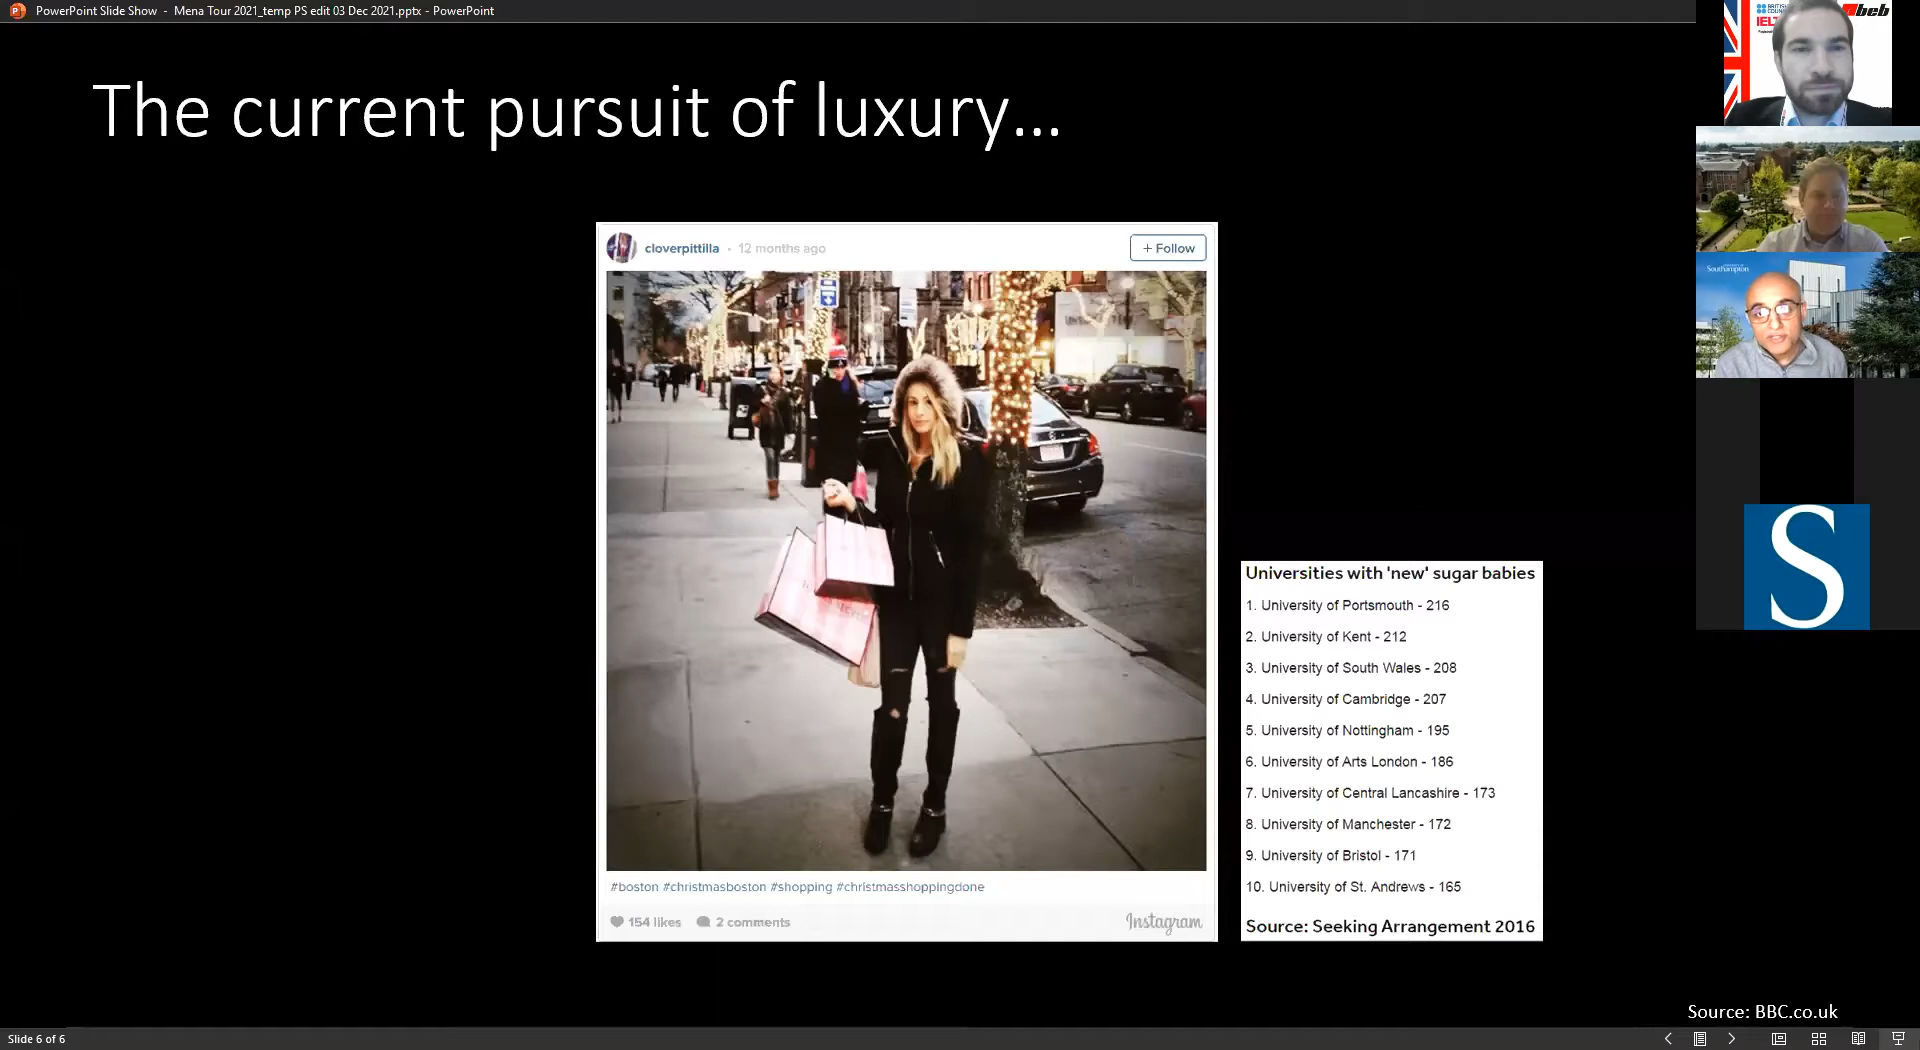 PowerPoint Slide Show - Mena Tour 2021_temp PS edit 03 Dec 2021.pptx - PowerPoint
The current pursuit of luxury...
cloverpittilla • 12 months ago
+ Follow
#boston #christmasboston #shopping #christmasshoppingdone
154 likes 2 comments
Instagram
Universities with 'new' sugar babies
1. University of Portsmouth - 216
2. University of Kent - 212
3. University of South Wales - 208
4. University of Cambridge - 207
5. University of Nottingham - 195
6. University of Arts London - 186
7. University of Central Lancashire - 173
8. University of Manchester - 172
9. University of Bristol - 171
10. University of St. Andrews - 165
Source: Seeking Arrangement 2016
Source: BBC.co.uk
Slide 6 of 6
beb
Southampton
S